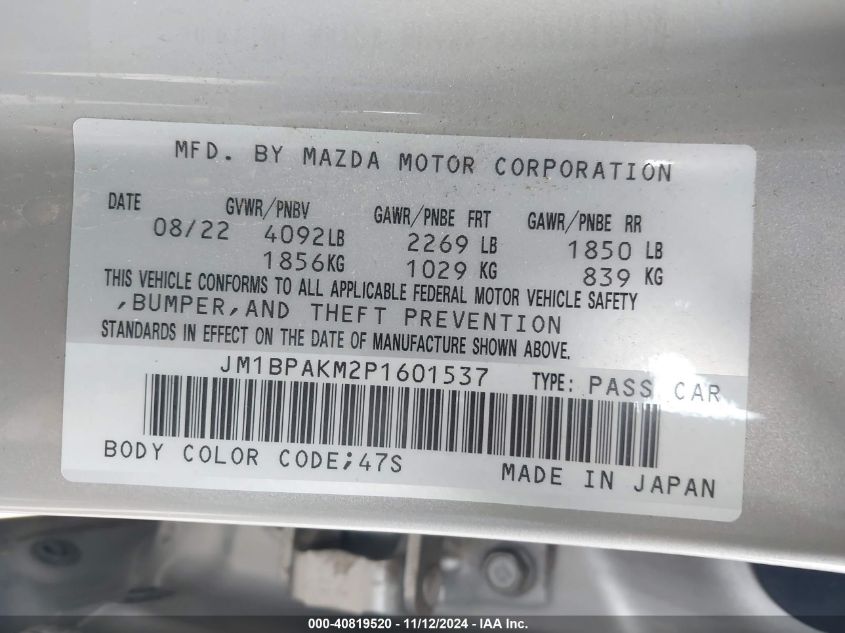 MFD. BY MAZDA MOTOR CORPORATION
DATE GVWR/PNBV GAWR/PNBE FRT GAWR/PNBE RR
08/22 4092LB 2269 LB 1850 LB
1856KG 1029 KG 839 KG
THIS VEHICLE CONFORMS TO ALL APPLICABLE FEDERAL MOTOR VEHICLE SAFETY
,BUMPER,AND THEFT PREVENTION
STANDARDS IN EFFECT ON THE DATE OF MANUFACTURE SHOWN ABOVE.
JM1BPAKM2P1601537 TYPE: PASS CAR
BODY COLOR CODE;47S
MADE IN JAPAN
000-40819520 - 11/12/2024 - IAA Inc.